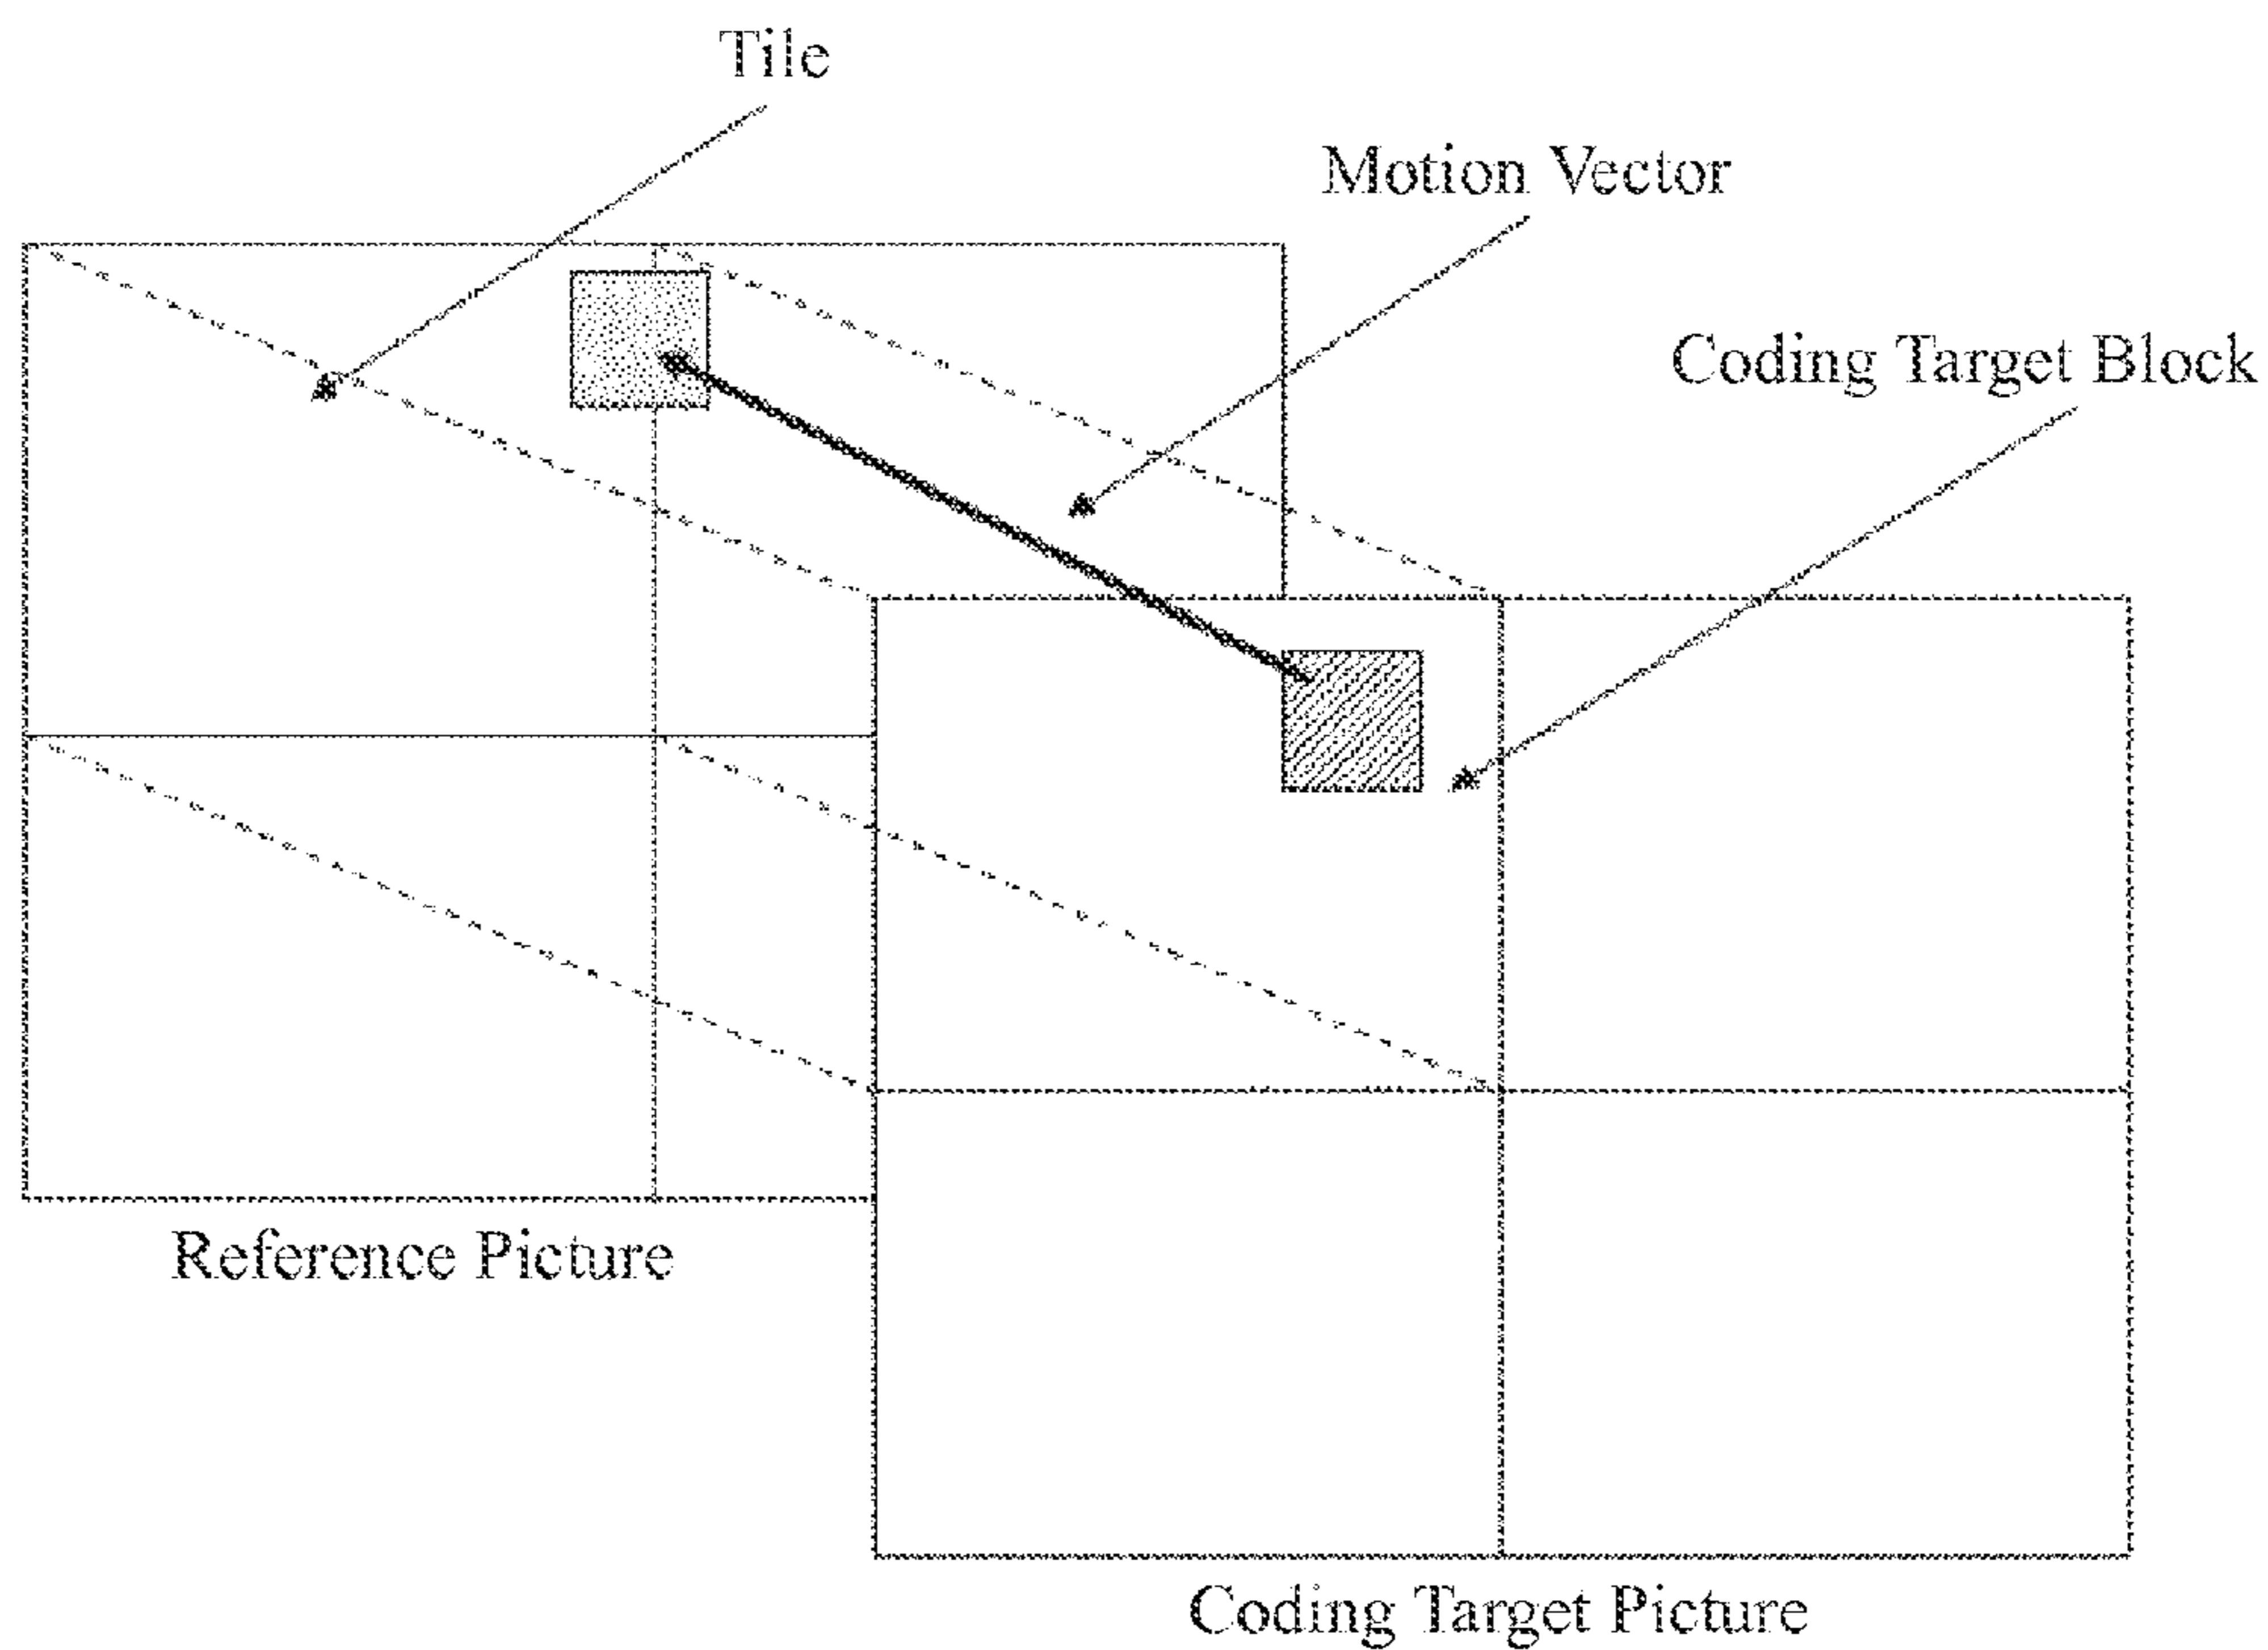 Tile
Motion Vector
Coding Target Block
Reference Picture
Coding Target Picture